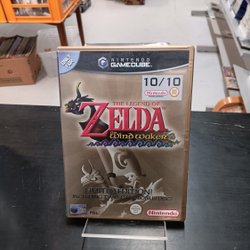 NINTENDO
GAMECUBE
10/10
Nintendo
THE LEGEND OF
ZELDA
The Wind Waker
LIMITED EDITION!
Nintendo